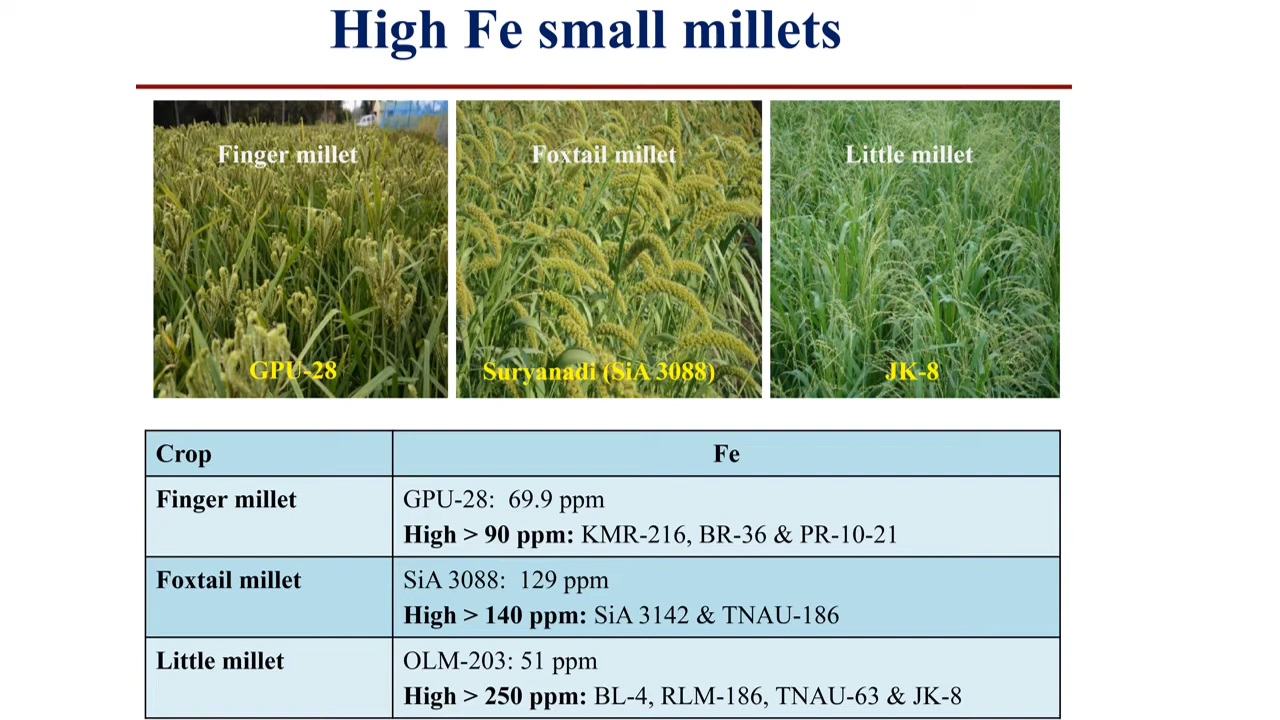 High Fe small millets
Finger millet
Foxtail millet
Little millet
GPU-28
Suryanadi (SiA 3088)
JK-8
Crop
Fe
Finger millet
GPU-28:  69.9 ppm
High > 90 ppm: KMR-216, BR-36 & PR-10-21
Foxtail millet
SiA 3088:  129 ppm
High > 140 ppm: SiA 3142 & TNAU-186
Little millet
OLM-203: 51 ppm
High > 250 ppm: BL-4, RLM-186, TNAU-63 & JK-8